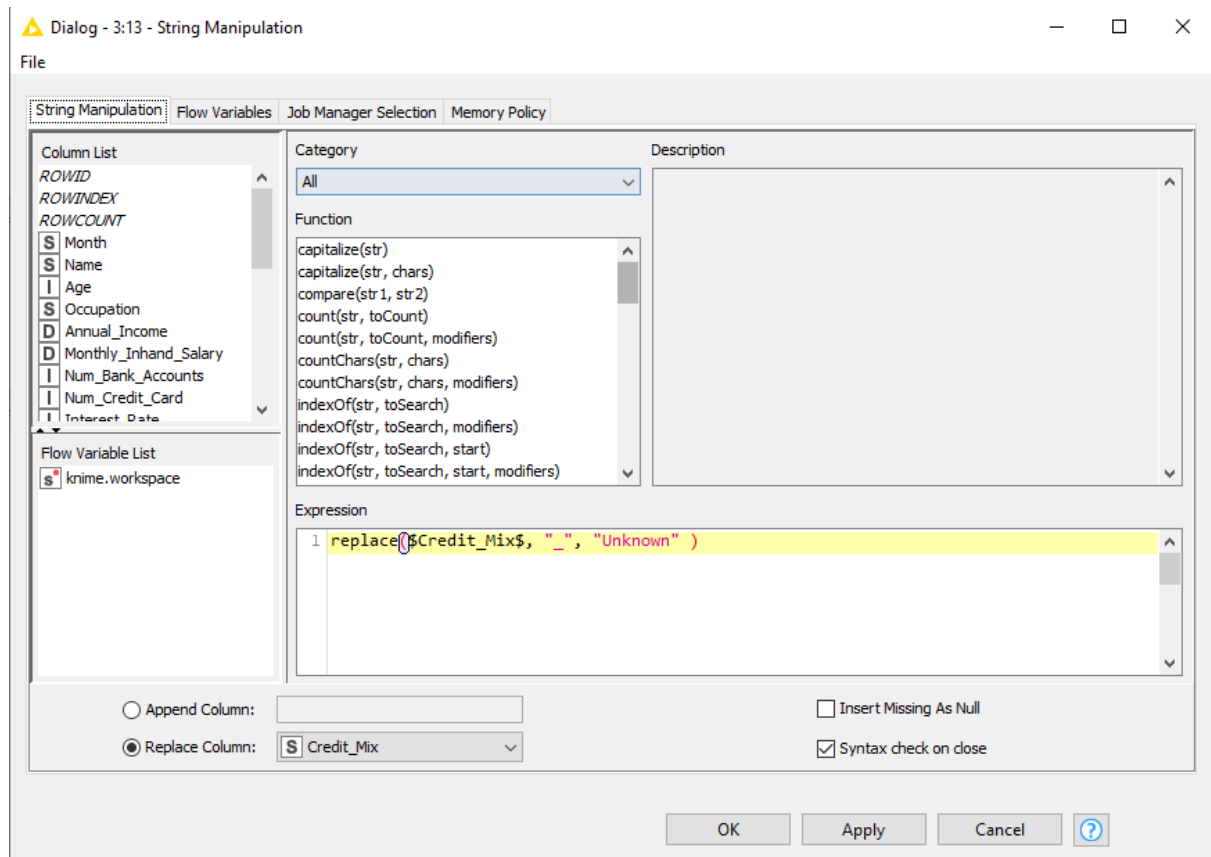 Dialog - 3:13 - String Manipulation
File
String Manipulation Flow Variables Job Manager Selection Memory Policy
Column List
ROWID
ROWINDEX
ROWCOUNT
S Month
S Name
I Age
S Occupation
D Annual_Income
D Monthly_Inhand_Salary
I Num_Bank_Accounts
I Num_Credit_Card
I Interest_Rate
Flow Variable List
s knime.workspace
Category
All
Function
capitalize(str)
capitalize(str, chars)
compare(str1, str2)
count(str, toCount)
count(str, toCount, modifiers)
countChars(str, chars)
countChars(str, chars, modifiers)
indexOf(str, toSearch)
indexOf(str, toSearch, modifiers)
indexOf(str, toSearch, start)
indexOf(str, toSearch, start, modifiers)
Description
Expression
1 replace($Credit_Mix$, "_", "Unknown" )
Append Column:
Insert Missing As Null
Replace Column: S Credit_Mix
Syntax check on close
OK Apply Cancel ?